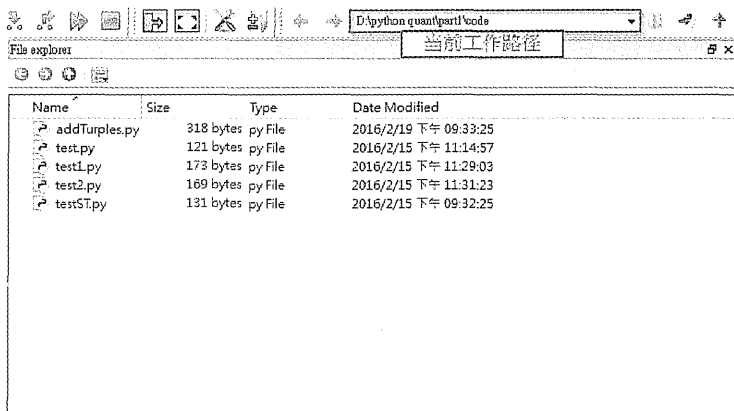 D:\python quant\part1\code
当前工作路径
File explorer
Name Size Type Date Modified
addTurples.py 318 bytes py File 2016/2/19 下午 09:33:25
test.py 121 bytes py File 2016/2/15 下午 11:14:57
test1.py 173 bytes py File 2016/2/15 下午 11:29:03
test2.py 169 bytes py File 2016/2/15 下午 11:31:23
testST.py 131 bytes py File 2016/2/15 下午 09:32:25